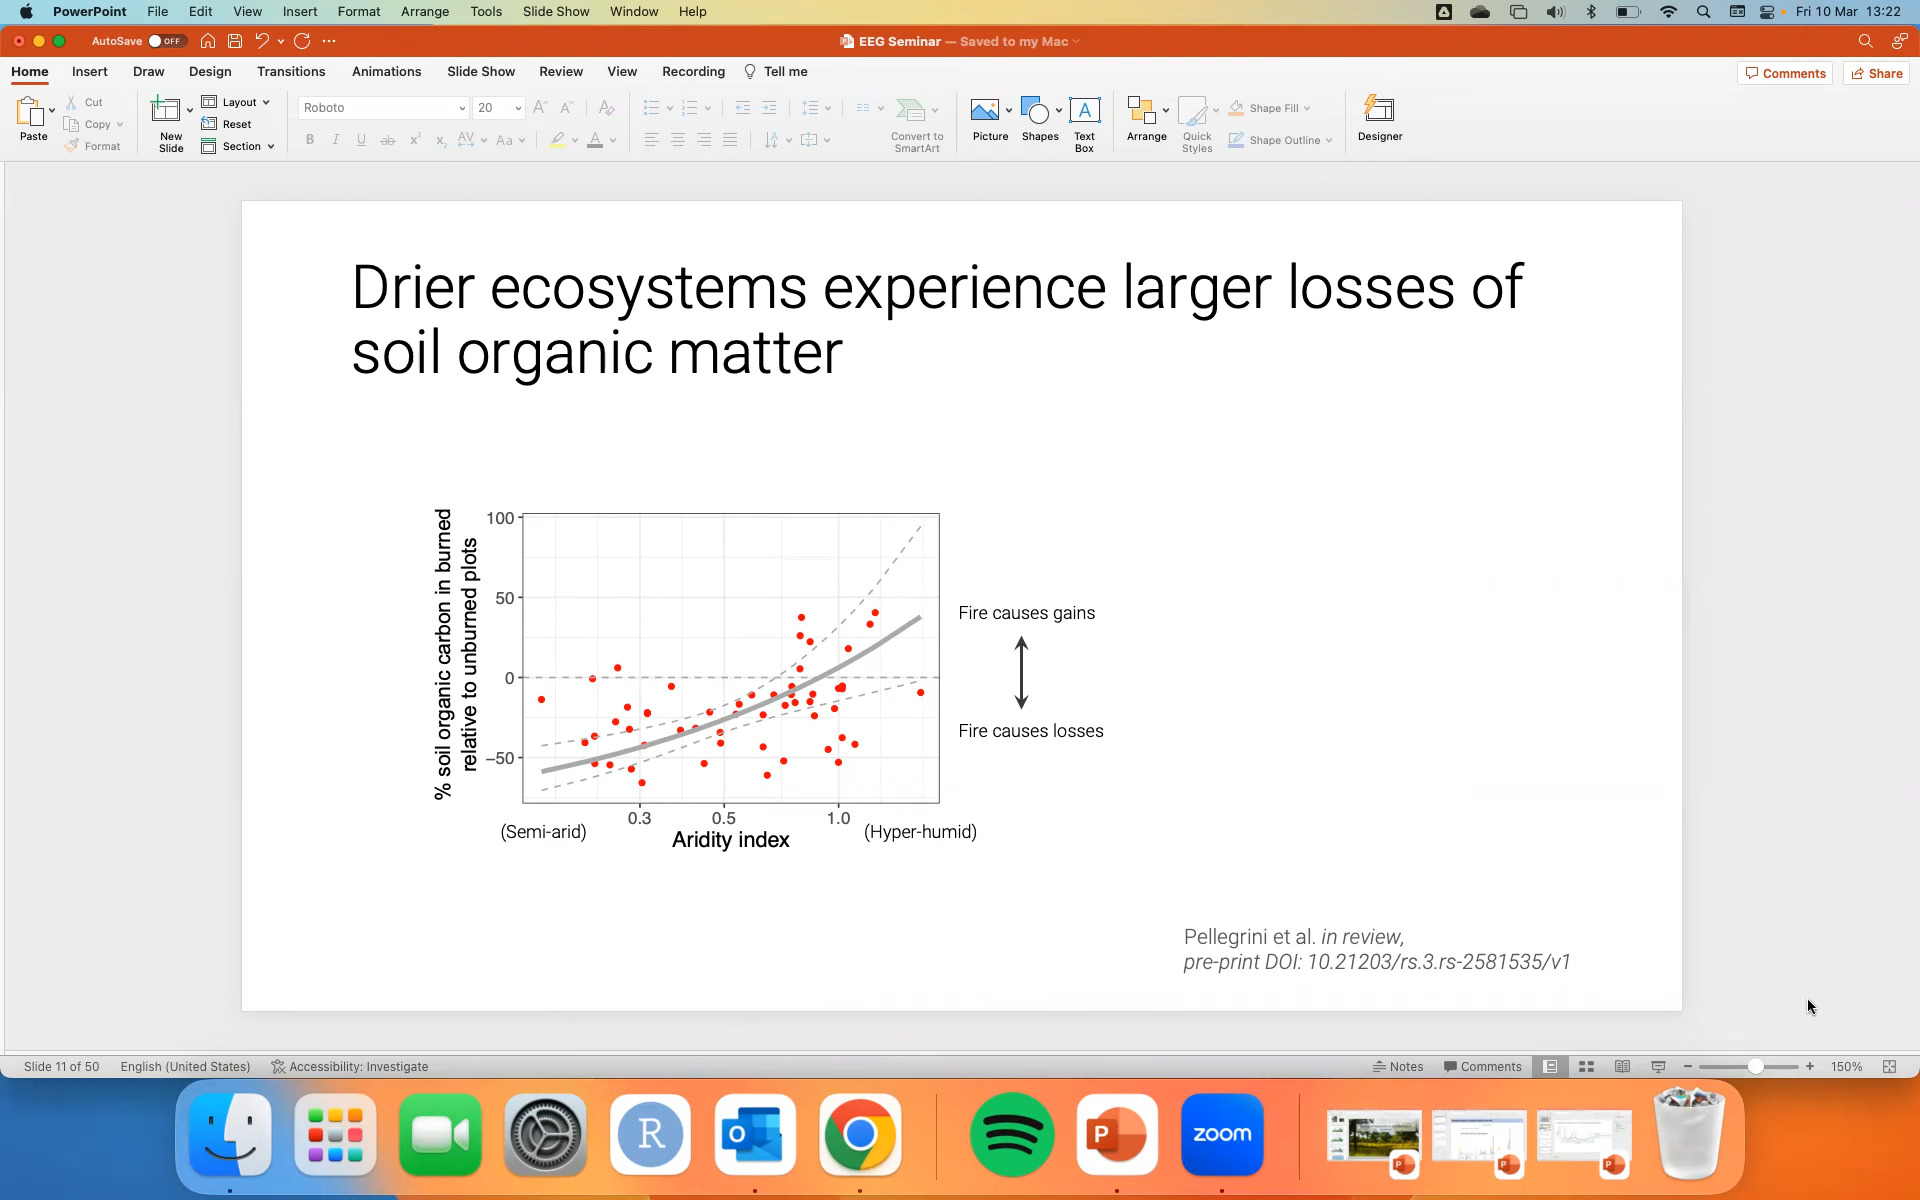 PowerPoint File Edit View Insert Format Arrange Tools Slide Show Window Help Fri 10 Mar 13:22
AutoSave OFF EEG Seminar — Saved to my Mac
Home Insert Draw Design Transitions Animations Slide Show Review View Recording Tell me Comments Share
Paste
Cut
Copy
Format
New Slide
Layout
Reset
Section
Roboto 20
Convert to SmartArt
Picture Shapes Text Box
Arrange Quick Styles
Shape Fill
Shape Outline
Designer
Drier ecosystems experience larger losses of
soil organic matter
% soil organic carbon in burned
relative to unburned plots
100
50
0
−50
Fire causes gains
Fire causes losses
0.3 0.5 1.0
(Semi-arid) Aridity index (Hyper-humid)
Pellegrini et al. in review,
pre-print DOI: 10.21203/rs.3.rs-2581535/v1
Slide 11 of 50 English (United States) Accessibility: Investigate Notes Comments 150%
zoom